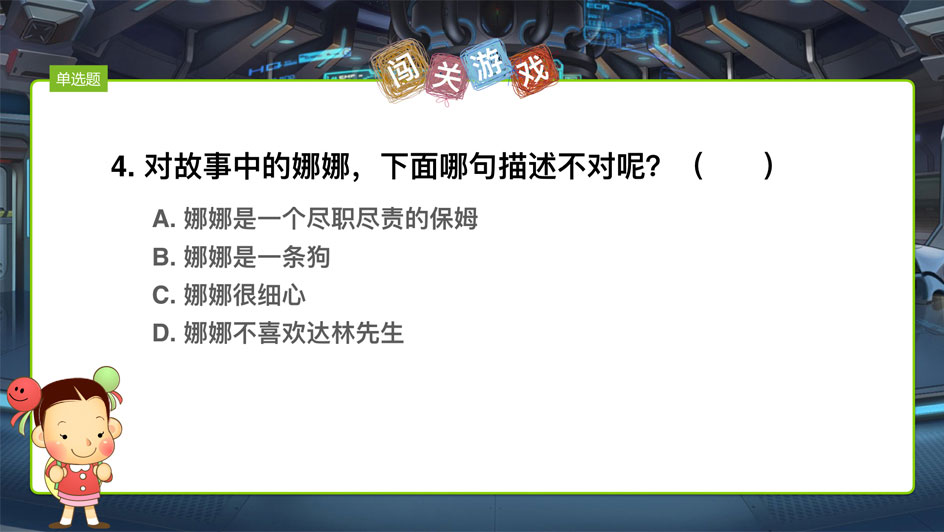 闯关游戏
单选题
4. 对故事中的娜娜，下面哪句描述不对呢？（　　）
A. 娜娜是一个尽职尽责的保姆
B. 娜娜是一条狗
C. 娜娜很细心
D. 娜娜不喜欢达林先生